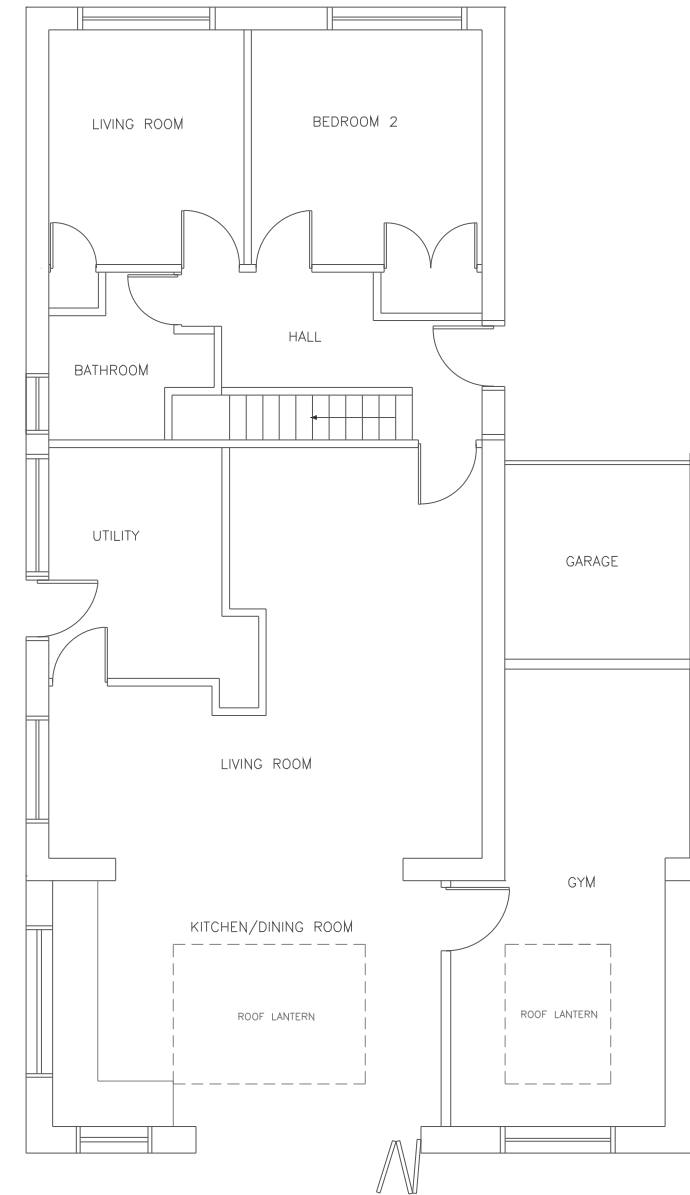 LIVING ROOM
BEDROOM 2
HALL
BATHROOM
UTILITY
GARAGE
LIVING ROOM
GYM
KITCHEN/DINING ROOM
ROOF LANTERN
ROOF LANTERN